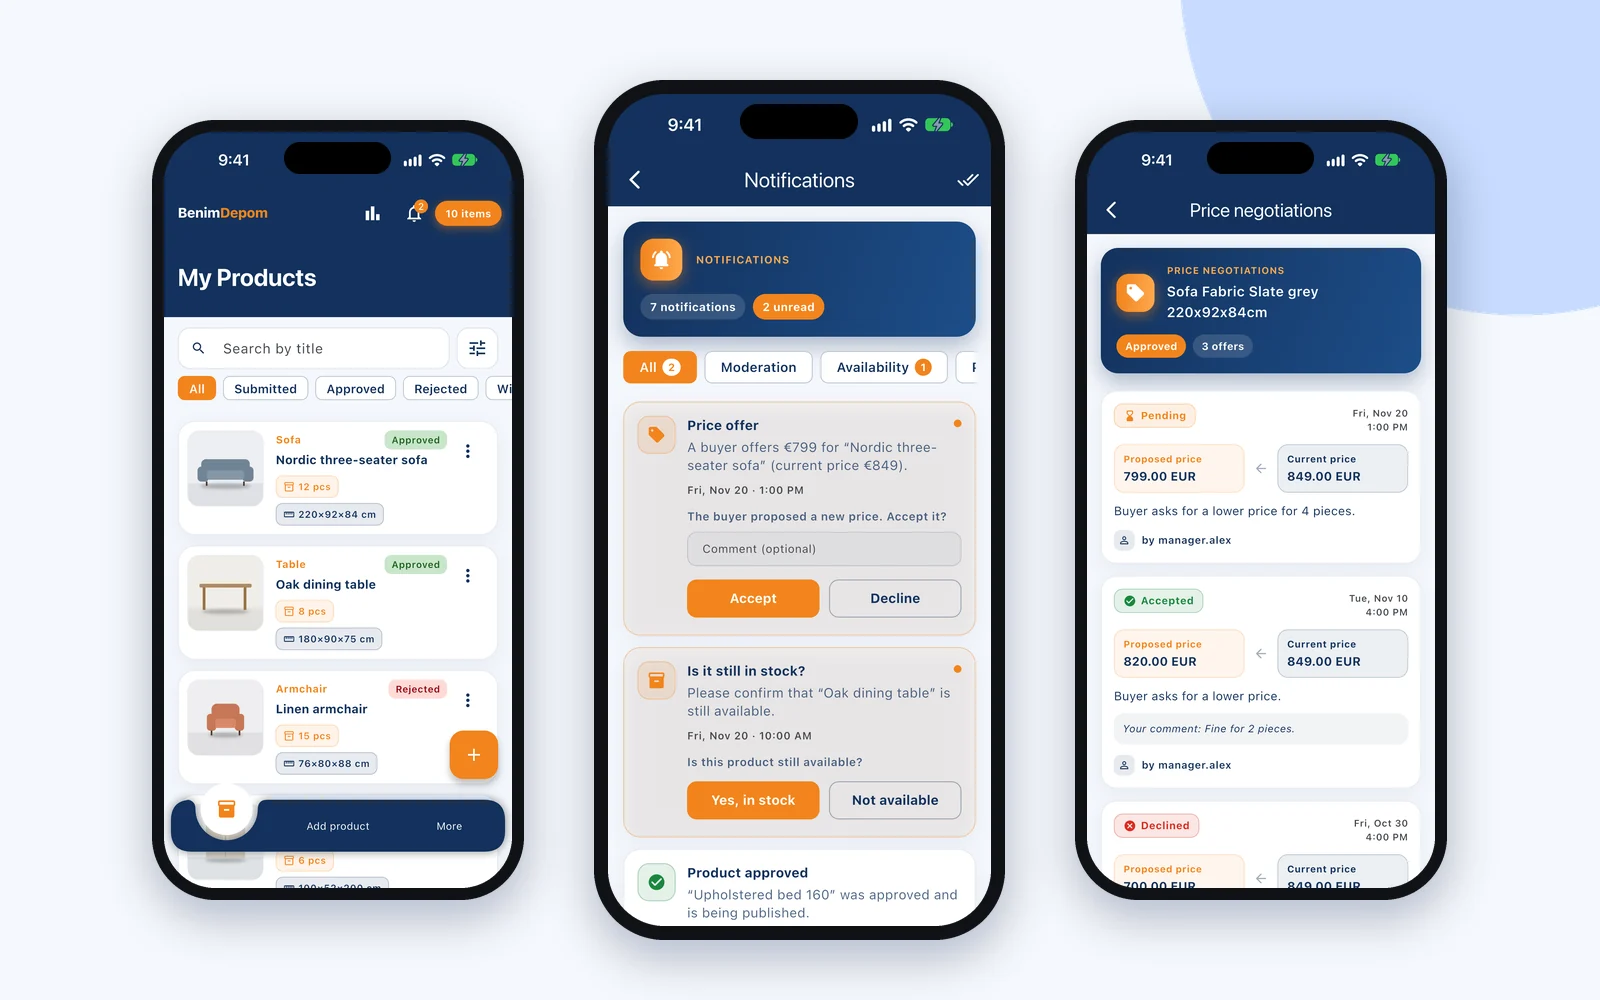 9:41
BenimDepom
2
10 items
My Products
Search by title
All
Submitted
Approved
Rejected
Wi
Sofa
Approved
Nordic three-seater sofa
12 pcs
220×92×84 cm
Table
Approved
Oak dining table
8 pcs
180×90×75 cm
Armchair
Rejected
Linen armchair
15 pcs
76×80×88 cm
+
Add product
More
6 pcs
100×52×200 cm
9:41
Notifications
NOTIFICATIONS
7 notifications
2 unread
All 2
Moderation
Availability 1
Price offer
A buyer offers €799 for “Nordic three-
seater sofa” (current price €849).
Fri, Nov 20 · 1:00 PM
The buyer proposed a new price. Accept it?
Comment (optional)
Accept
Decline
Is it still in stock?
Please confirm that “Oak dining table” is
still available.
Fri, Nov 20 · 10:00 AM
Is this product still available?
Yes, in stock
Not available
Product approved
“Upholstered bed 160” was approved and
is being published.
9:41
Price negotiations
PRICE NEGOTIATIONS
Sofa Fabric Slate grey
220x92x84cm
Approved
3 offers
Pending
Fri, Nov 20
1:00 PM
Proposed price
799.00 EUR
Current price
849.00 EUR
Buyer asks for a lower price for 4 pieces.
by manager.alex
Accepted
Tue, Nov 10
4:00 PM
Proposed price
820.00 EUR
Current price
849.00 EUR
Buyer asks for a lower price.
Your comment: Fine for 2 pieces.
by manager.alex
Declined
Fri, Oct 30
4:00 PM
Proposed price
700.00 EUR
Current price
849.00 EUR